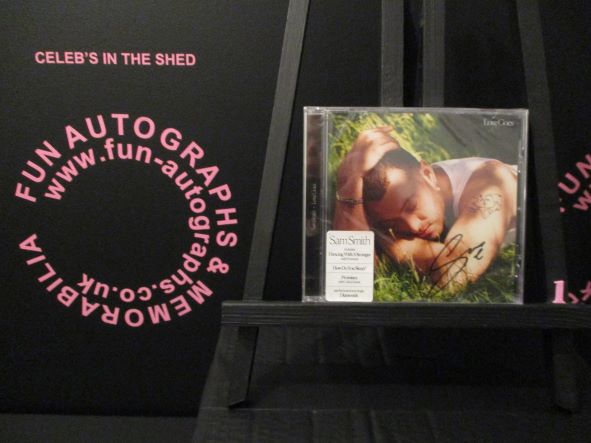 CELEB'S IN THE SHED
FUN AUTOGRAPHS & MEMORABILIA
www.fun-autographs.co.uk
Love Goes
Sam Smith
Dancing With A Stranger
How Do You Sleep?
Promises
Diamonds
FUN